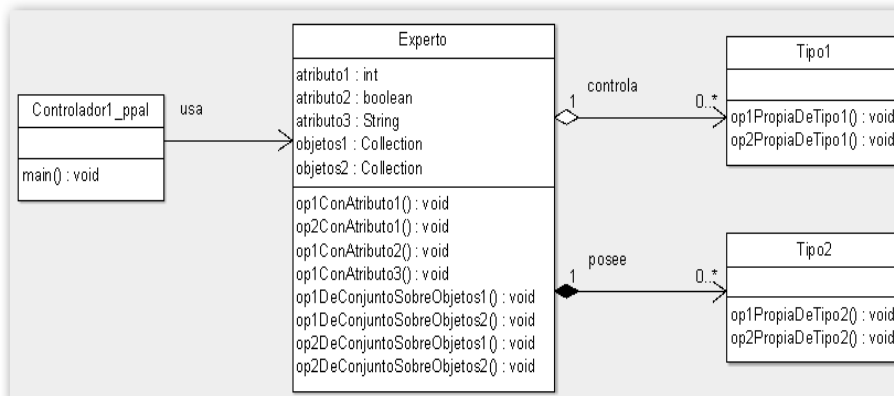 Controlador1_ppal
main() : void
usa
Experto
atributo1 : int
atributo2 : boolean
atributo3 : String
objetos1 : Collection
objetos2 : Collection
op1ConAtributo1() : void
op2ConAtributo1() : void
op1ConAtributo2() : void
op1ConAtributo3() : void
op1DeConjuntoSobreObjetos1() : void
op1DeConjuntoSobreObjetos2() : void
op2DeConjuntoSobreObjetos1() : void
op2DeConjuntoSobreObjetos2() : void
controla
1
0..*
Tipo1
op1PropiaDeTipo1() : void
op2PropiaDeTipo1() : void
posee
1
0..*
Tipo2
op1PropiaDeTipo2() : void
op2PropiaDeTipo2() : void